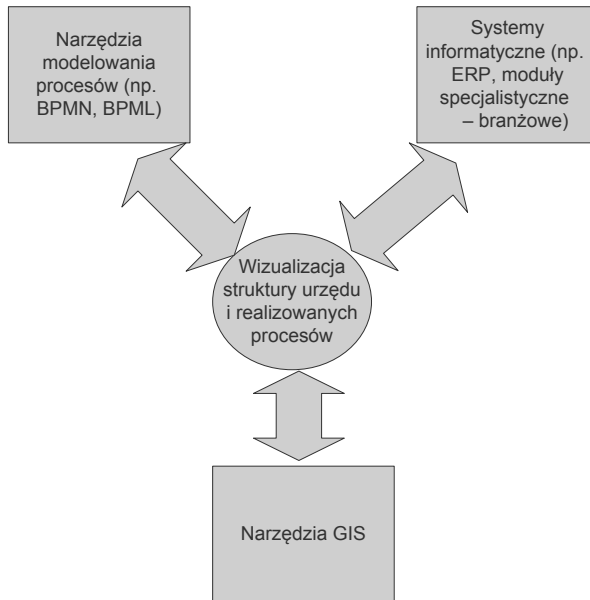 Narzędzia
modelowania
procesów (np.
BPMN, BPML)
Systemy
informatyczne (np.
ERP, moduły
specjalistyczne
– branżowe)
Wizualizacja
struktury urzędu
i realizowanych
procesów
Narzędzia GIS